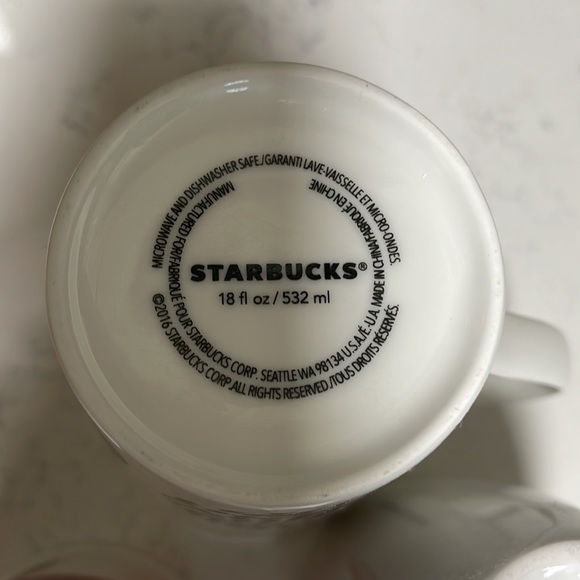 MICROWAVE AND DISHWASHER SAFE./GARANTI LAVE-VAISSELLE ET MICRO-ONDES.
MANUFACTURED FOR/FABRIQUÉ POUR STARBUCKS CORP. SEATTLE WA 98134 U.S.A./É.-U.A. MADE IN CHINA/FABRIQUÉ EN CHINE
STARBUCKS®
18 fl oz / 532 ml
©2016 STARBUCKS CORP. ALL RIGHTS RESERVED./TOUS DROITS RÉSERVÉS.